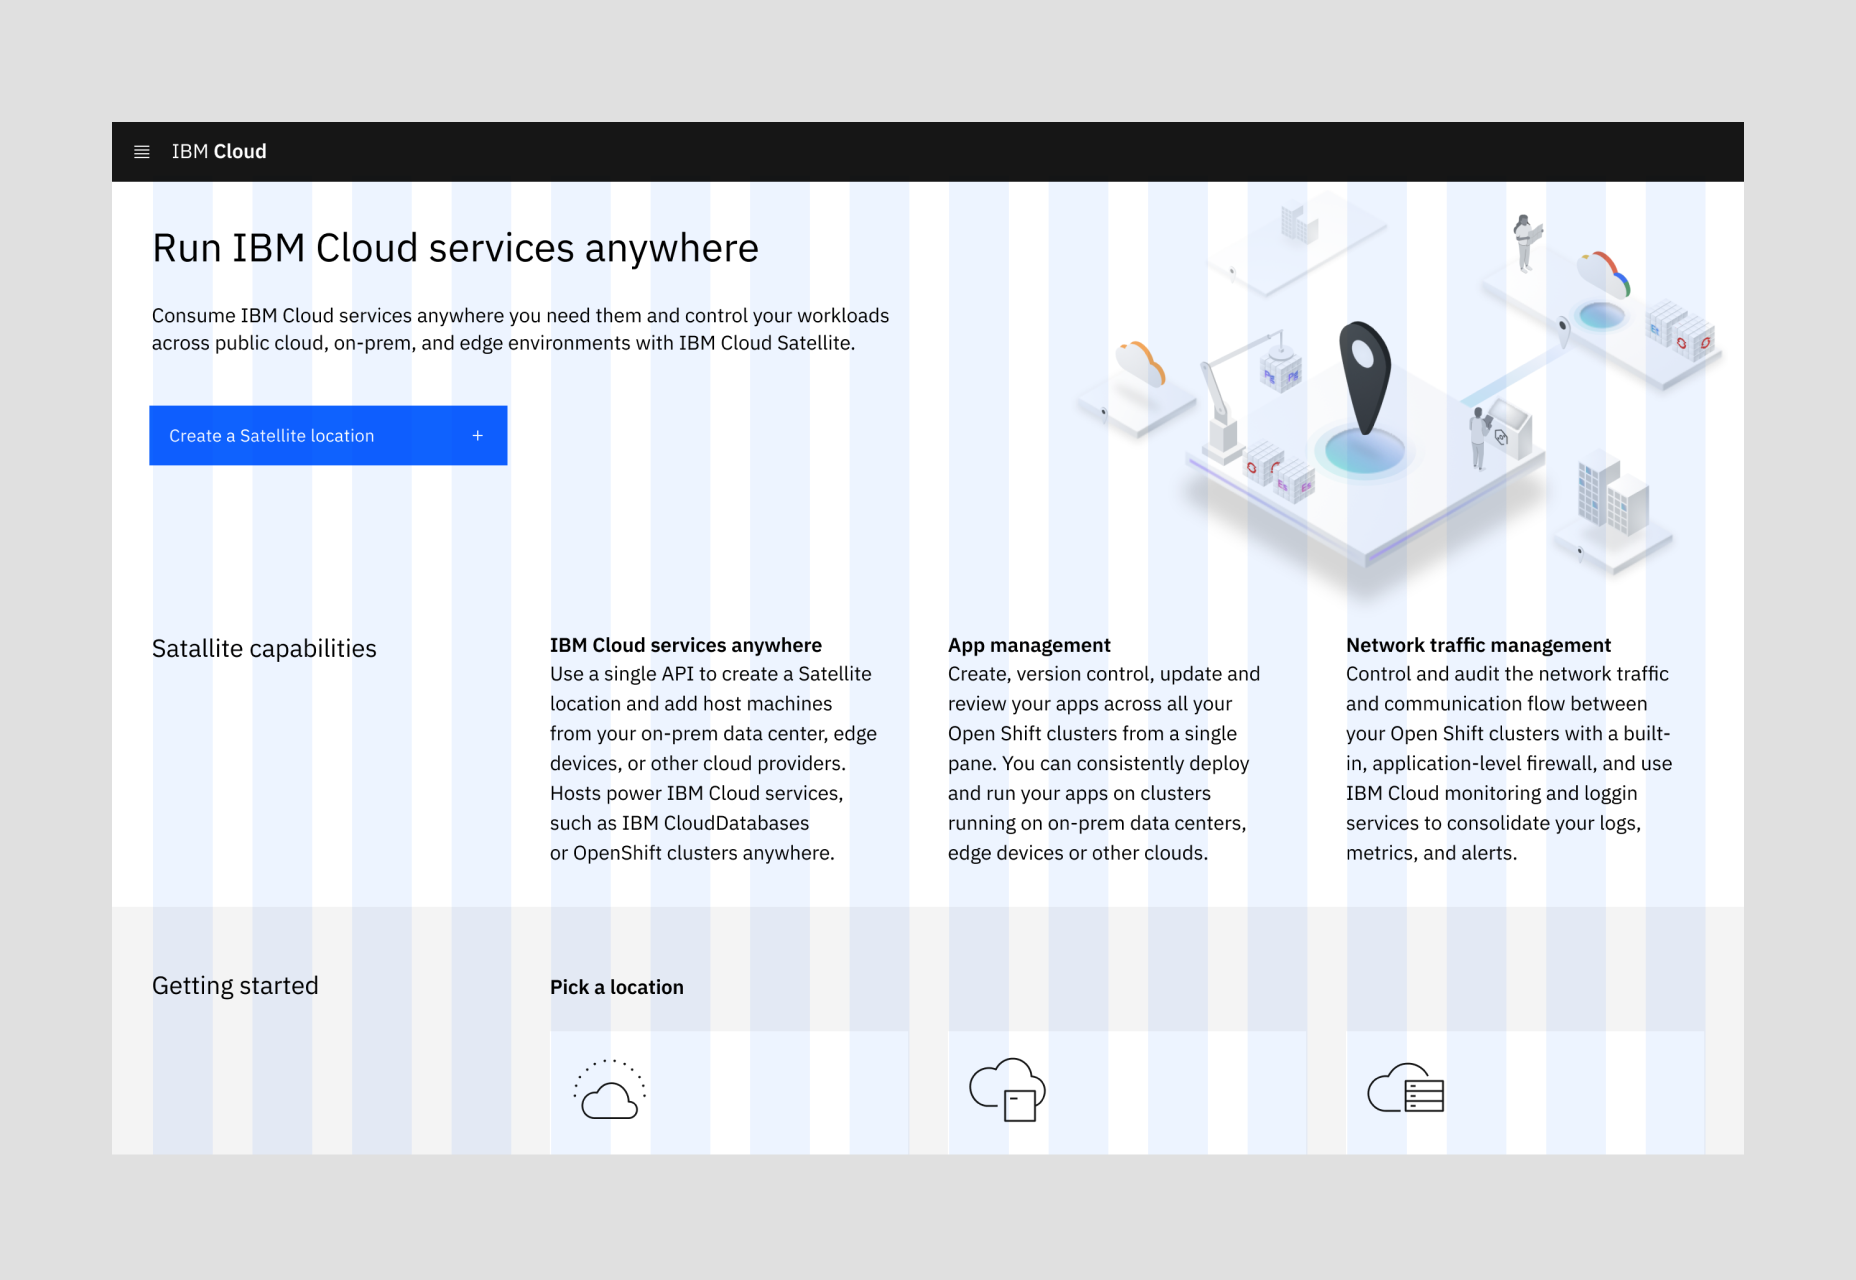 IBM Cloud
Run IBM Cloud services anywhere
Consume IBM Cloud services anywhere you need them and control your workloads
across public cloud, on-prem, and edge environments with IBM Cloud Satellite.
Create a Satellite location +
Pg Pg
Es Es
Satallite capabilities
IBM Cloud services anywhere
Use a single API to create a Satellite
location and add host machines
from your on-prem data center, edge
devices, or other cloud providers.
Hosts power IBM Cloud services,
such as IBM CloudDatabases
or OpenShift clusters anywhere.
App management
Create, version control, update and
review your apps across all your
Open Shift clusters from a single
pane. You can consistently deploy
and run your apps on clusters
running on on-prem data centers,
edge devices or other clouds.
Network traffic management
Control and audit the network traffic
and communication flow between
your Open Shift clusters with a built-
in, application-level firewall, and use
IBM Cloud monitoring and loggin
services to consolidate your logs,
metrics, and alerts.
Getting started
Pick a location